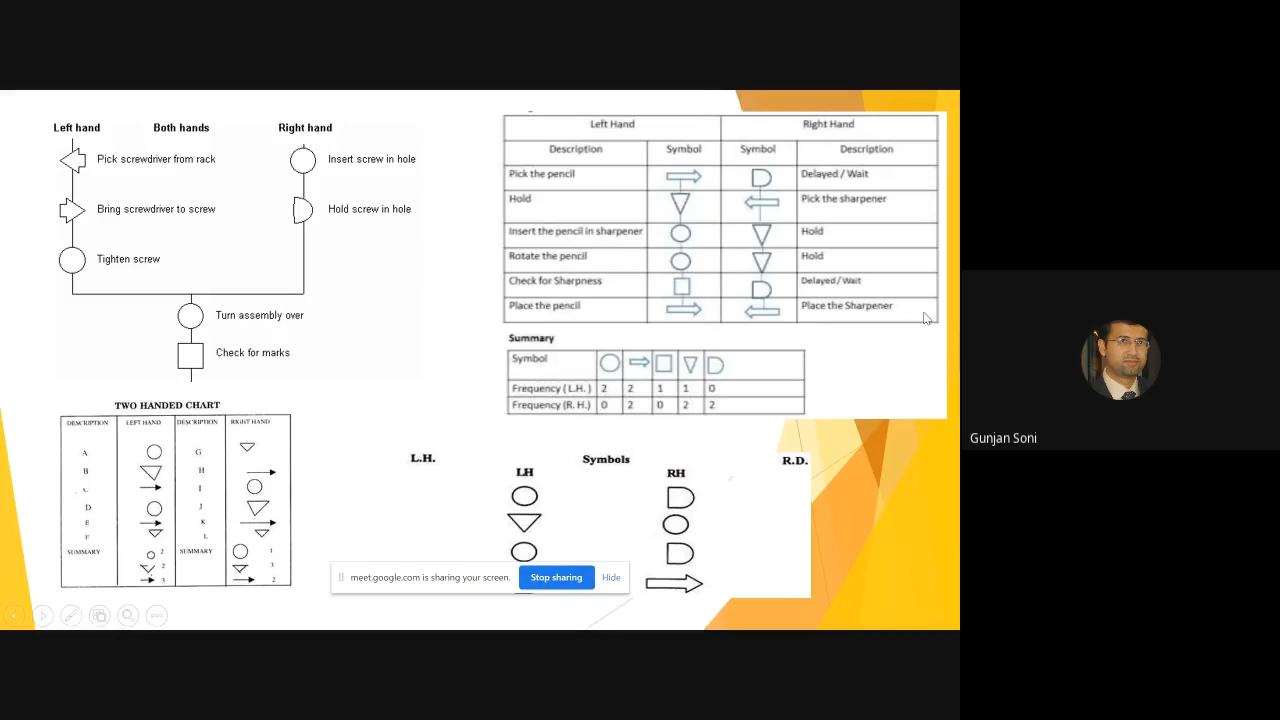 Left hand Both hands Right hand
Pick screwdriver from rack Insert screw in hole
Bring screwdriver to screw Hold screw in hole
Tighten screw
Turn assembly over
Check for marks
Left Hand Right Hand
Description Symbol Symbol Description
Pick the pencil Delayed / Wait
Hold Pick the sharpener
Insert the pencil in sharpener Hold
Rotate the pencil Hold
Check for Sharpness Delayed / Wait
Place the pencil Place the Sharpener
Summary
Symbol
Frequency ( L.H. ) 2 2 1 1 0
Frequency (R. H.) 0 2 0 2 2
TWO HANDED CHART
DESCRIPTION LEFT HAND DESCRIPTION RIGHT HAND
A G
B H
I
D J
E K
F L
SUMMARY 2 SUMMARY 1
2 3
3 2
L.H. Symbols R.D.
LH RH
meet.google.com is sharing your screen. Stop sharing Hide
Gunjan Soni